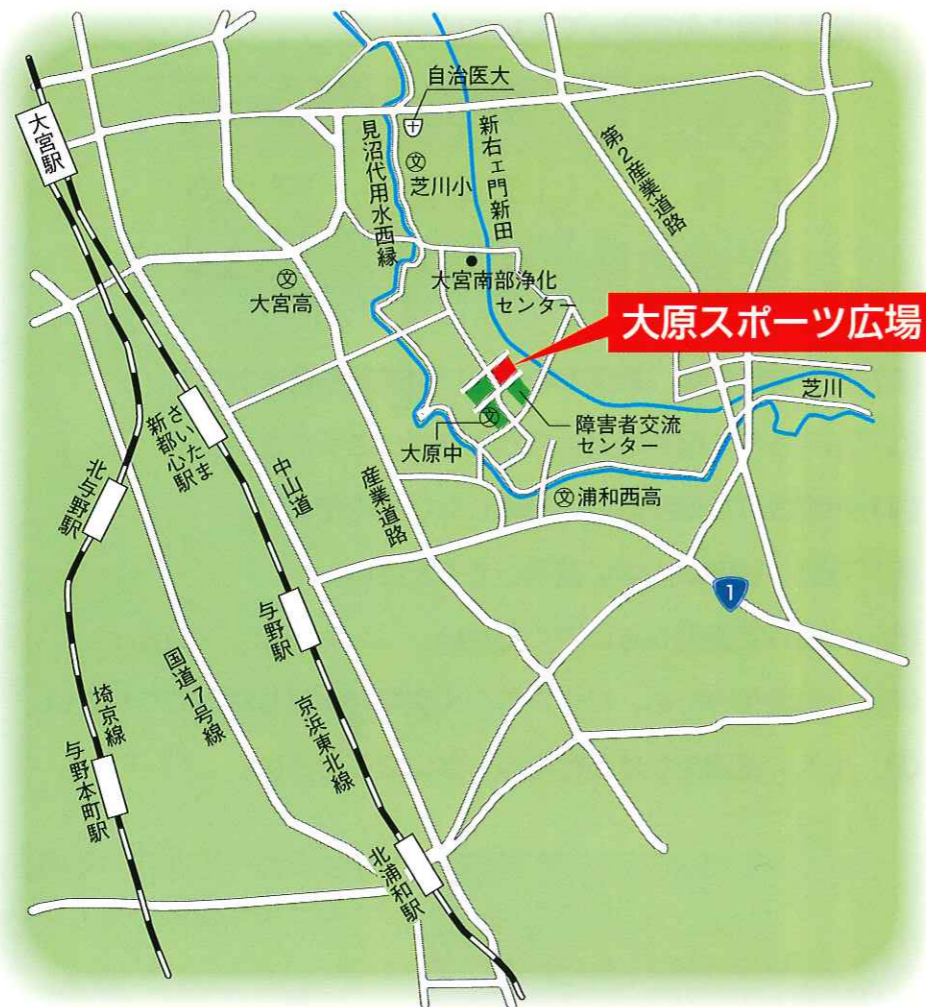 自治医大
大宮駅
見沼代用水西縁
芝川小
新右エ門新田
第2産業道路
大宮南部浄化
センター
大宮高
大原スポーツ広場
芝川
障害者交流
センター
大原中
さいたま
新都心駅
中山道
産業道路
浦和西高
北与野駅
1
与野駅
国道17号線
埼京線
京浜東北線
与野本町駅
北浦和駅
文
文
文
文